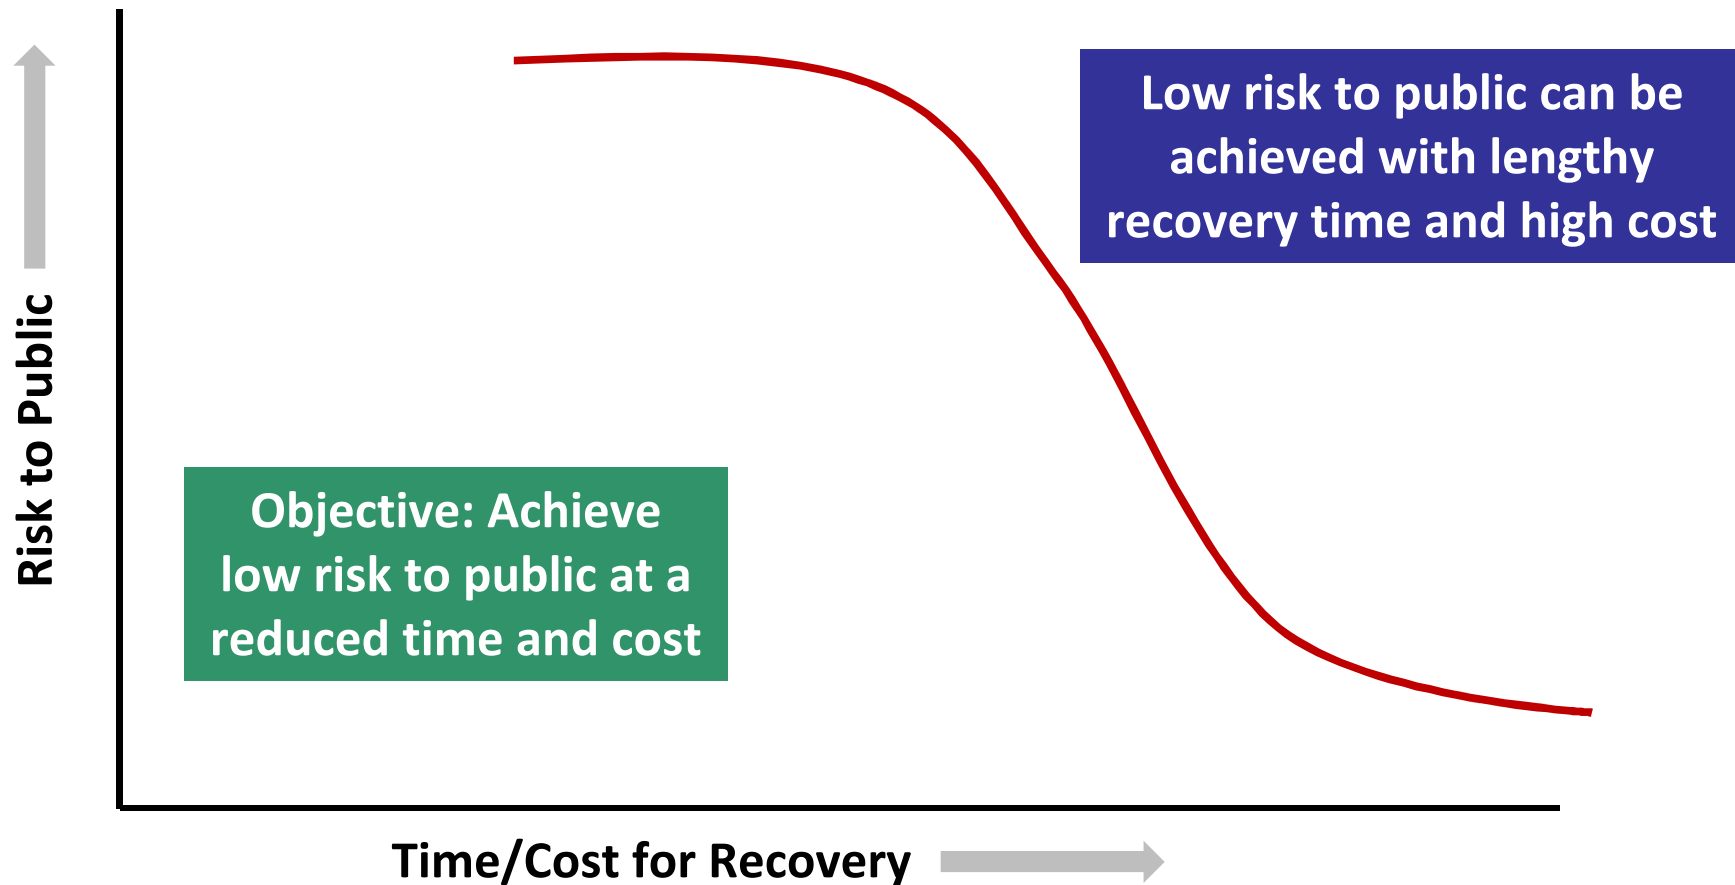 Low risk to public can be
achieved with lengthy
recovery time and high cost
Risk to Public
Objective: Achieve
low risk to public at a
reduced time and cost
Time/Cost for Recovery